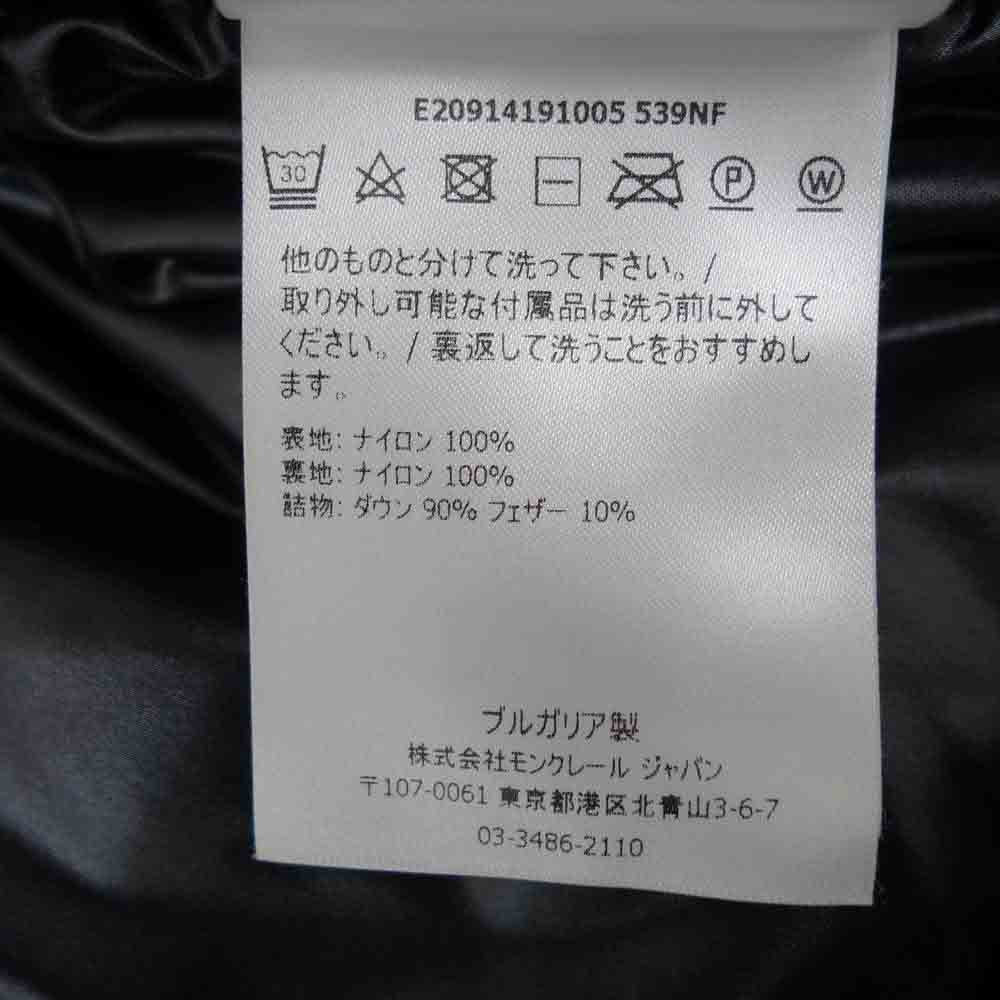 E20914191005 539NF
30 P W
他のものと分けて洗って下さい。/
取り外し可能な付属品は洗う前に外して
ください。/ 裏返して洗うことをおすすめし
ます。
表地: ナイロン 100%
裏地: ナイロン 100%
詰物: ダウン 90% フェザー 10%
ブルガリア製
株式会社モンクレール ジャパン
〒107-0061 東京都港区北青山3-6-7
03-3486-2110